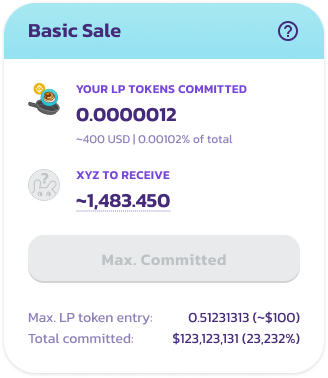 Basic Sale
?
YOUR LP TOKENS COMMITTED
0.0000012
~400 USD | 0.00102% of total
?
XYZ TO RECEIVE
~1,483.450
Max. Committed
Max. LP token entry: 0.51231313 (~$100)
Total committed: $123,123,131 (23,232%)